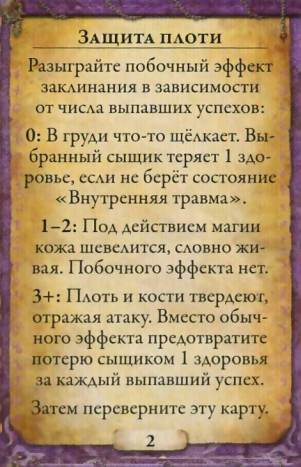 Защита плоти
Разыграйте побочный эффект
заклинания в зависимости
от числа выпавших успехов:
0: В груди что-то щёлкает. Вы-
бранный сыщик теряет 1 здо-
ровье, если не берёт состояние
«Внутренняя травма».
1–2: Под действием магии
кожа шевелится, словно жи-
вая. Побочного эффекта нет.
3+: Плоть и кости твердеют,
отражая атаку. Вместо обыч-
ного эффекта предотвратите
потерю сыщиком 1 здоровья
за каждый выпавший успех.
Затем переверните эту карту.
2